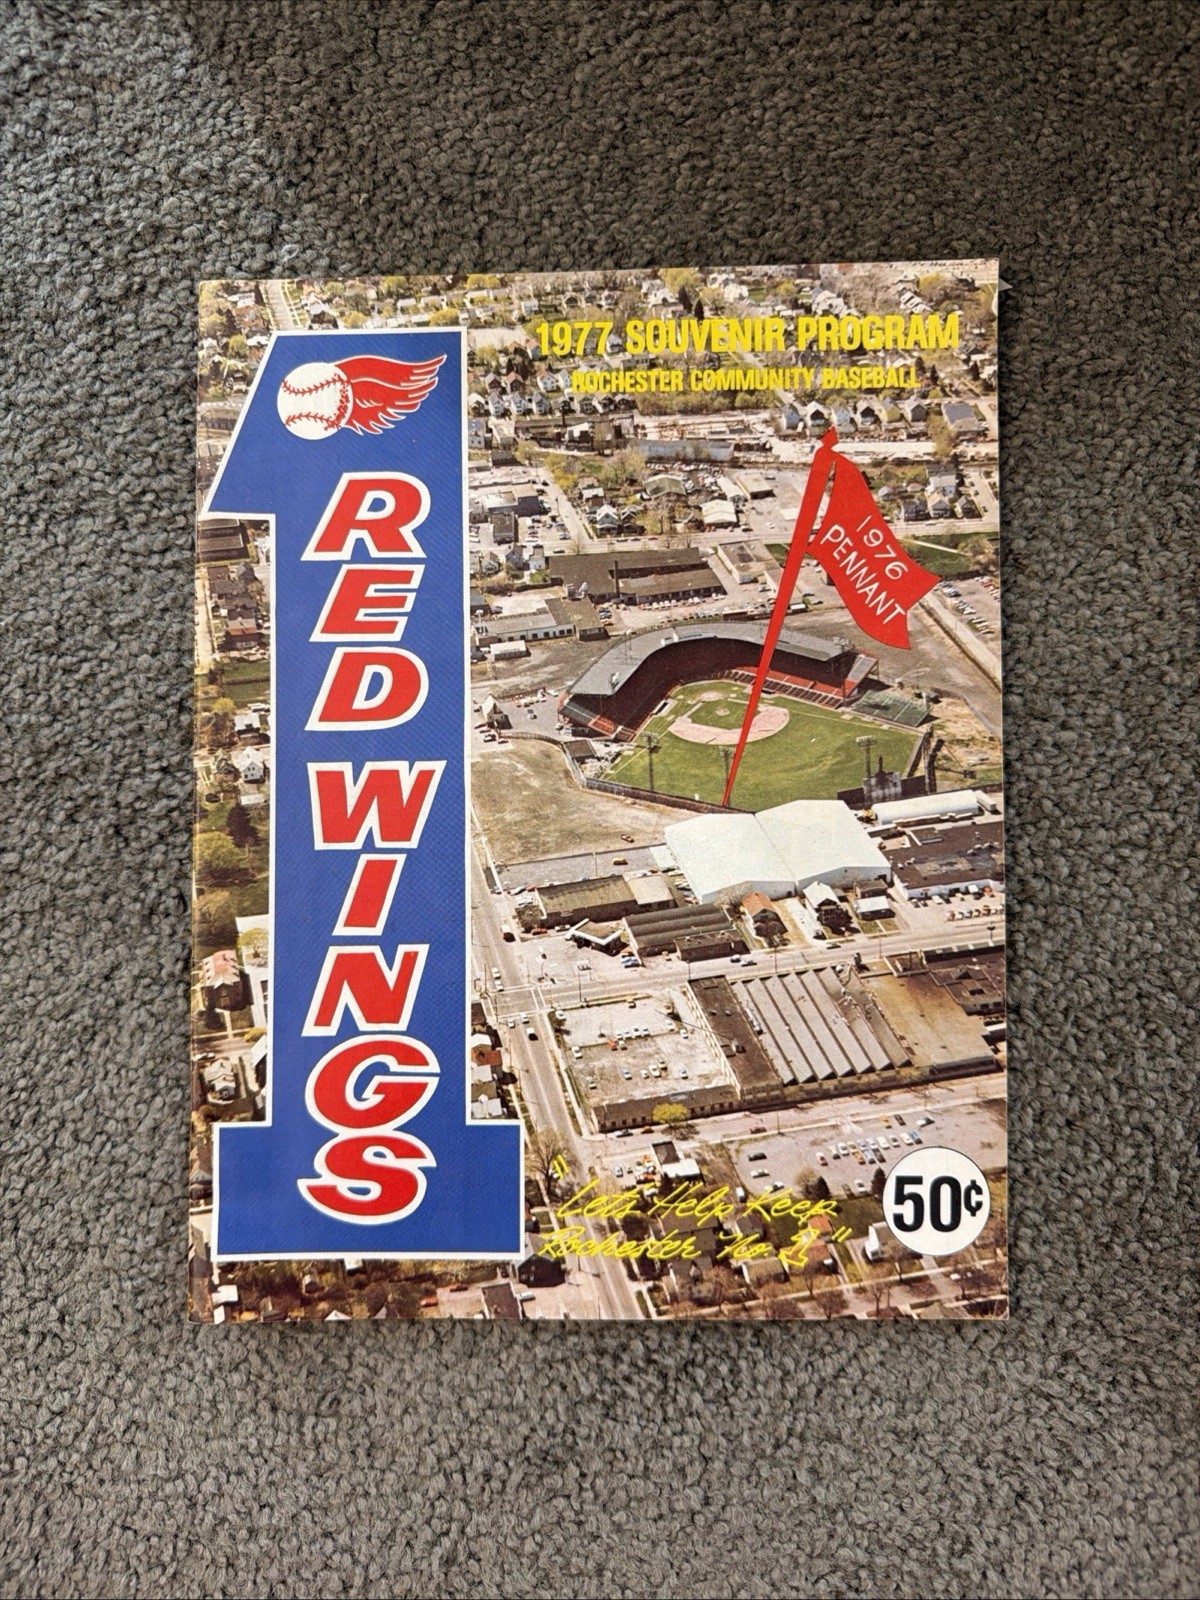 1977 SOUVENIR PROGRAM
ROCHESTER COMMUNITY BASEBALL
RED WINGS
1976
PENNANT
"Let's Help Keep
Rochester No. 1"
50¢